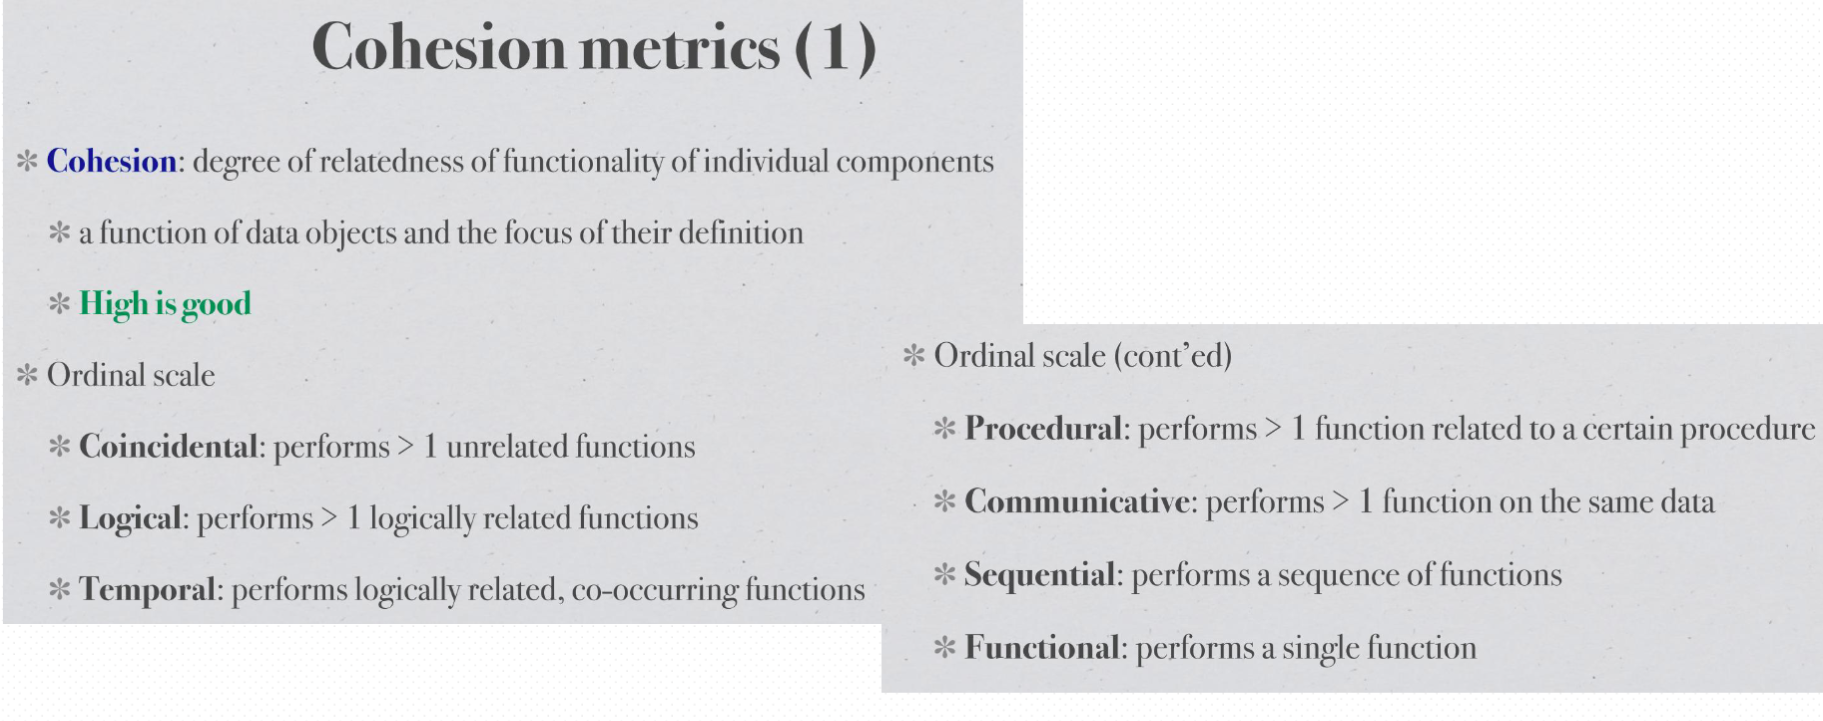 Cohesion metrics (1)
✻ Cohesion: degree of relatedness of functionality of individual components
✻ a function of data objects and the focus of their definition
✻ High is good
✻ Ordinal scale
✻ Coincidental: performs > 1 unrelated functions
✻ Logical: performs > 1 logically related functions
✻ Temporal: performs logically related, co-occurring functions
✻ Ordinal scale (cont’ed)
✻ Procedural: performs > 1 function related to a certain procedure
✻ Communicative: performs > 1 function on the same data
✻ Sequential: performs a sequence of functions
✻ Functional: performs a single function